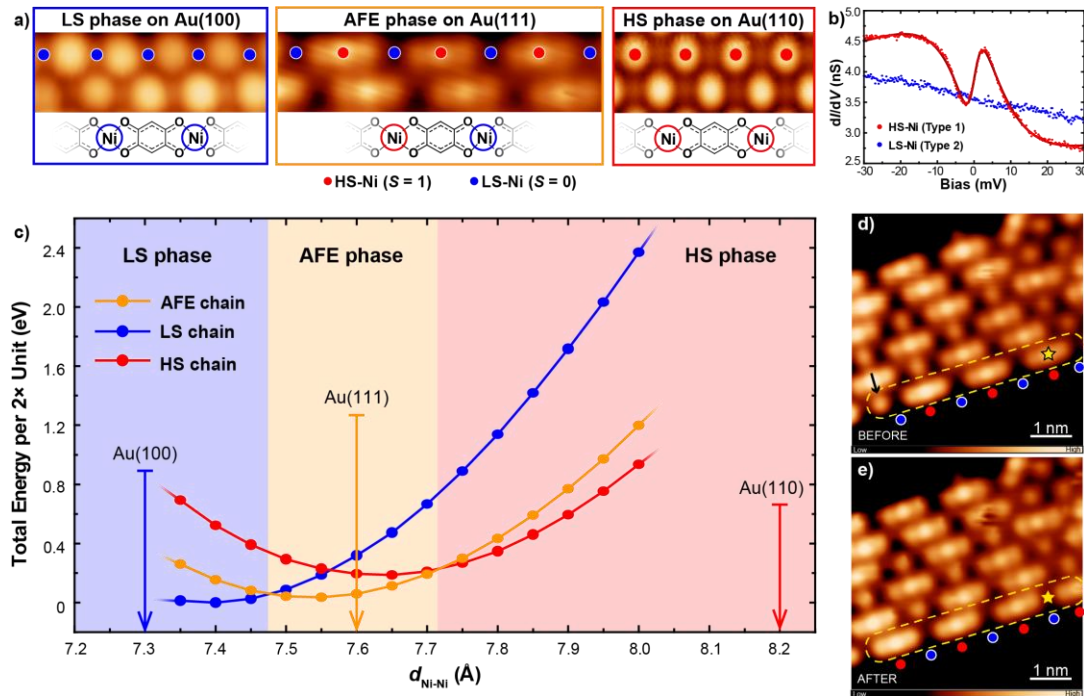 a)
LS phase on Au(100)
AFE phase on Au(111)
HS phase on Au(110)
O O O O
Ni Ni
O O O O
O O O O
Ni Ni
O O O O
O O O O
Ni Ni
O O O O
HS-Ni (S = 1) LS-Ni (S = 0)
b)
dI/dV (nS)
5.0
4.5
4.0
3.5
3.0
2.5
HS-Ni (Type 1)
LS-Ni (Type 2)
-30 -20 -10 0 10 20 30
Bias (mV)
c)
LS phase AFE phase HS phase
AFE chain
LS chain
HS chain
Au(100)
Au(111)
Au(110)
Total Energy per 2× Unit (eV)
2.4
2.0
1.6
1.2
0.8
0.4
0
7.2 7.3 7.4 7.5 7.6 7.7 7.8 7.9 8.0 8.1 8.2
dNi-Ni (Å)
d)
BEFORE
1 nm
Low High
e)
AFTER
1 nm
Low High